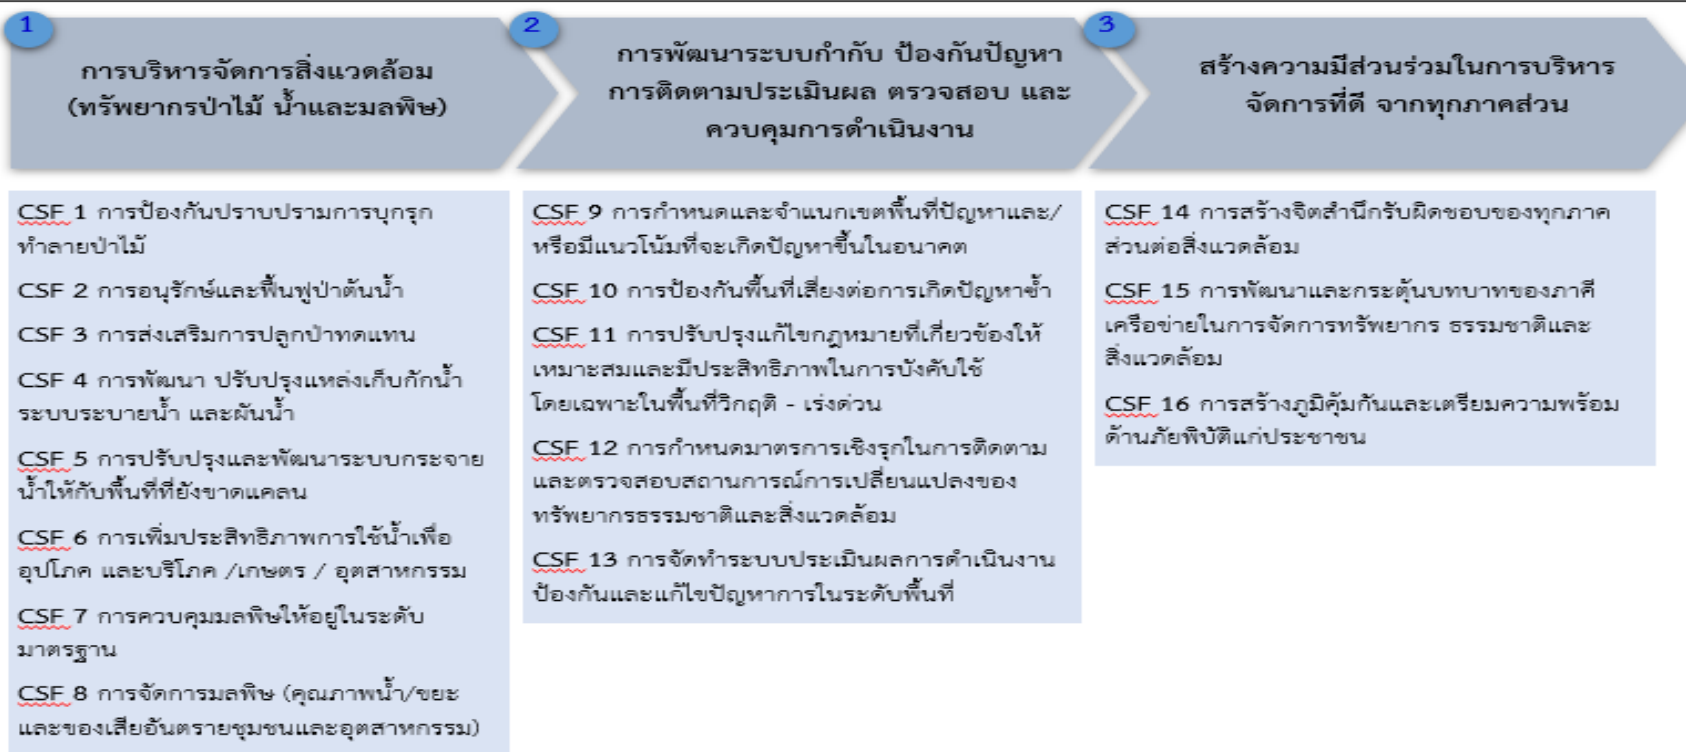 1
การบริหารจัดการสิ่งแวดล้อม
(ทรัพยากรป่าไม้ น้ำและมลพิษ)
2
การพัฒนาระบบกำกับ ป้องกันปัญหา
การติดตามประเมินผล ตรวจสอบ และ
ควบคุมการดำเนินงาน
3
สร้างความมีส่วนร่วมในการบริหาร
จัดการที่ดี จากทุกภาคส่วน
CSF 1 การป้องกันปราบปรามการบุกรุก
ทำลายป่าไม้
CSF 2 การอนุรักษ์และฟื้นฟูป่าต้นน้ำ
CSF 3 การส่งเสริมการปลูกป่าทดแทน
CSF 4 การพัฒนา ปรับปรุงแหล่งเก็บกักน้ำ
ระบบระบายน้ำ และผันน้ำ
CSF 5 การปรับปรุงและพัฒนาระบบกระจาย
น้ำให้กับพื้นที่ที่ยังขาดแคลน
CSF 6 การเพิ่มประสิทธิภาพการใช้น้ำเพื่อ
อุปโภค และบริโภค /เกษตร / อุตสาหกรรม
CSF 7 การควบคุมมลพิษให้อยู่ในระดับ
มาตรฐาน
CSF 8 การจัดการมลพิษ (คุณภาพน้ำ/ขยะ
และของเสียอันตรายชุมชนและอุตสาหกรรม)
CSF 9 การกำหนดและจำแนกเขตพื้นที่ปัญหาและ/
หรือมีแนวโน้มที่จะเกิดปัญหาขึ้นในอนาคต
CSF 10 การป้องกันพื้นที่เสี่ยงต่อการเกิดปัญหาซ้ำ
CSF 11 การปรับปรุงแก้ไขกฎหมายที่เกี่ยวข้องให้
เหมาะสมและมีประสิทธิภาพในการบังคับใช้
โดยเฉพาะในพื้นที่วิกฤติ - เร่งด่วน
CSF 12 การกำหนดมาตรการเชิงรุกในการติดตาม
และตรวจสอบสถานการณ์การเปลี่ยนแปลงของ
ทรัพยากรธรรมชาติและสิ่งแวดล้อม
CSF 13 การจัดทำระบบประเมินผลการดำเนินงาน
ป้องกันและแก้ไขปัญหาการในระดับพื้นที่
CSF 14 การสร้างจิตสำนึกรับผิดชอบของทุกภาค
ส่วนต่อสิ่งแวดล้อม
CSF 15 การพัฒนาและกระตุ้นบทบาทของภาคี
เครือข่ายในการจัดการทรัพยากร ธรรมชาติและ
สิ่งแวดล้อม
CSF 16 การสร้างภูมิคุ้มกันและเตรียมความพร้อม
ด้านภัยพิบัติแก่ประชาชน